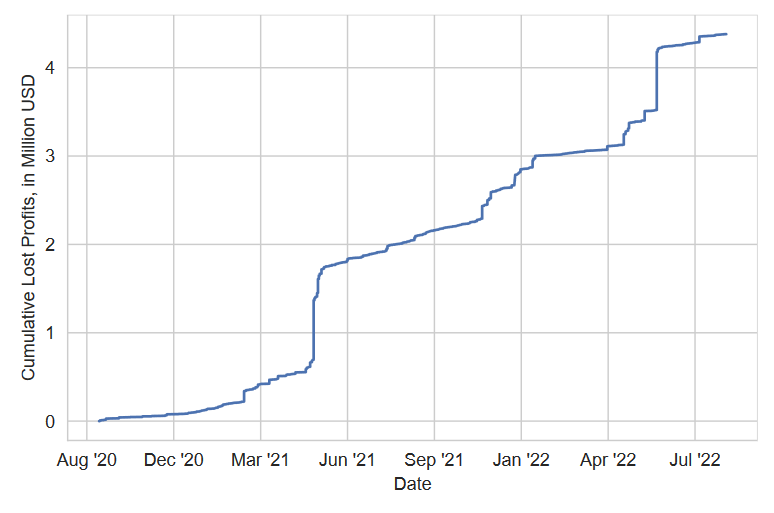 Cumulative Lost Profits, in Million USD
4
3
2
1
0
Aug '20 Dec '20 Mar '21 Jun '21 Sep '21 Jan '22 Apr '22 Jul '22
Date